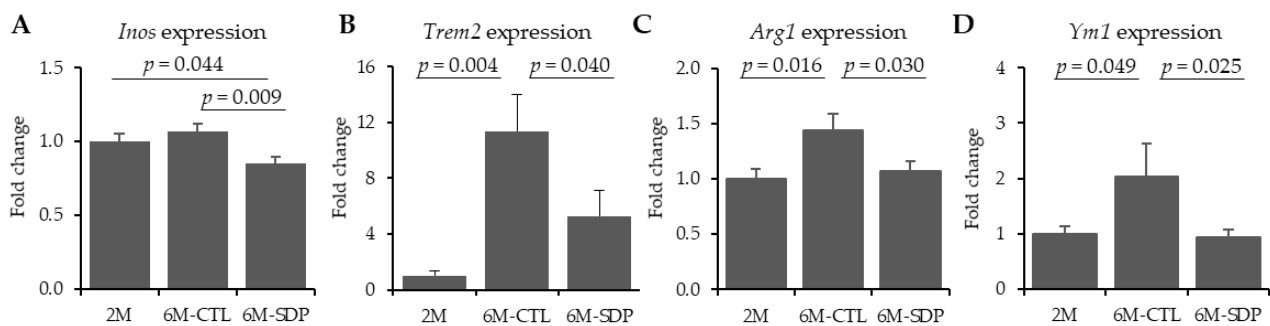 A
Inos expression
p = 0.044
p = 0.009
Fold change
1.5
1.0
0.5
0.0
2M 6M-CTL 6M-SDP
B
Trem2 expression
p = 0.004 p = 0.040
Fold change
16
12
8
4
0
2M 6M-CTL 6M-SDP
C
Arg1 expression
p = 0.016 p = 0.030
Fold change
2.0
1.5
1.0
0.5
0.0
2M 6M-CTL 6M-SDP
D
Ym1 expression
p = 0.049 p = 0.025
Fold change
4
3
2
1
0
2M 6M-CTL 6M-SDP